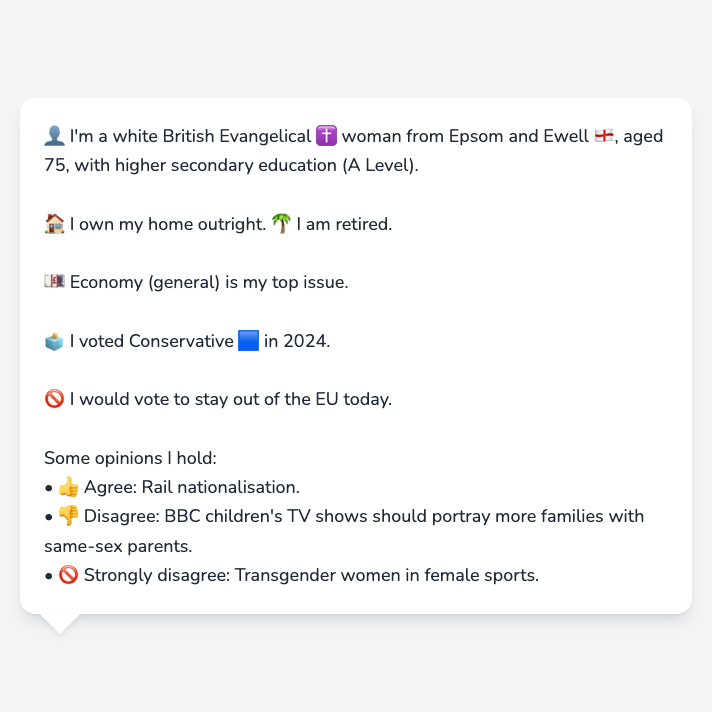 👤 I'm a white British Evangelical ✝️ woman from Epsom and Ewell 🏴󠁧󠁢󠁥󠁮󠁧󠁿, aged
75, with higher secondary education (A Level).
🏠 I own my home outright. 🌴 I am retired.
💷 Economy (general) is my top issue.
🗳️ I voted Conservative 🟦 in 2024.
🚫 I would vote to stay out of the EU today.
Some opinions I hold:
• 👍 Agree: Rail nationalisation.
• 👎 Disagree: BBC children's TV shows should portray more families with
same-sex parents.
• 🚫 Strongly disagree: Transgender women in female sports.